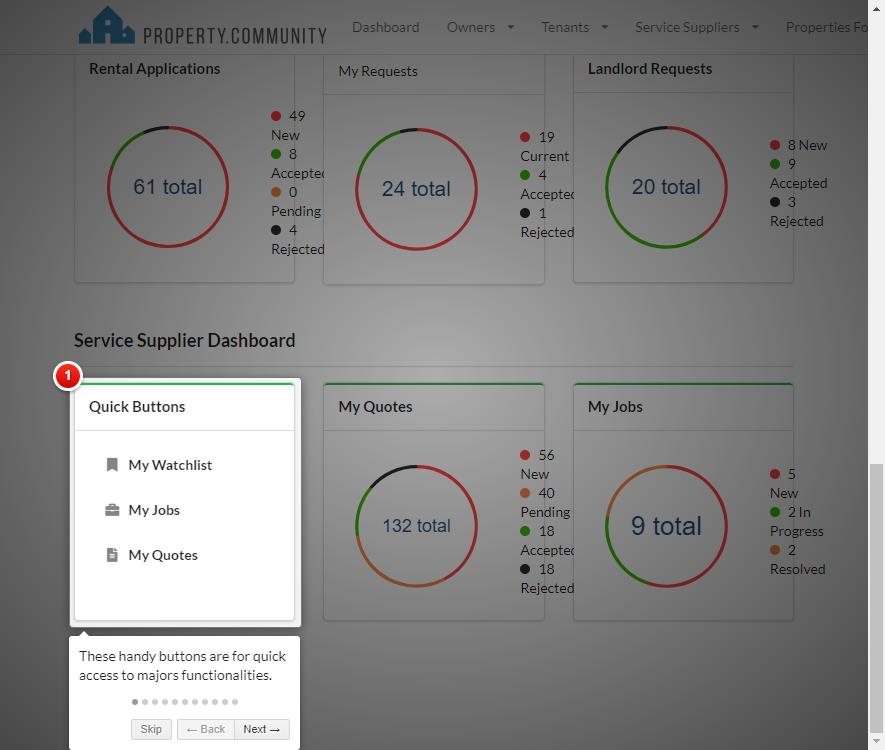 PROPERTY.COMMUNITY
Dashboard Owners Tenants Service Suppliers Properties Fo
Rental Applications
61 total
49
New
8
Accepted
0
Pending
4
Rejected
My Requests
24 total
19
Current
4
Accepted
1
Rejected
Landlord Requests
20 total
8 New
9
Accepted
3
Rejected
Service Supplier Dashboard
1
Quick Buttons
My Watchlist
My Jobs
My Quotes
My Quotes
132 total
56
New
40
Pending
18
Accepted
18
Rejected
My Jobs
9 total
5
New
2 In
Progress
2
Resolved
These handy buttons are for quick
access to majors functionalities.
Skip ← Back Next →